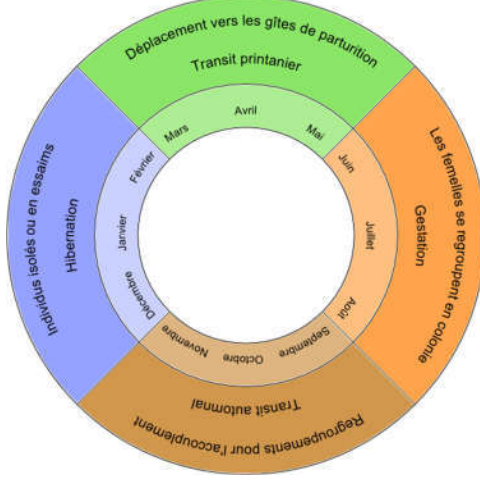 Déplacement vers les gîtes de parturition
Transit printanier
Mars
Avril
Mai
Les femelles se regroupent en colonie
Gestation
Juin
Juillet
Août
Regroupements pour l'accouplement
Transit automnal
Septembre
Octobre
Novembre
Individus isolés ou en essaims
Hibernation
Décembre
Janvier
Février